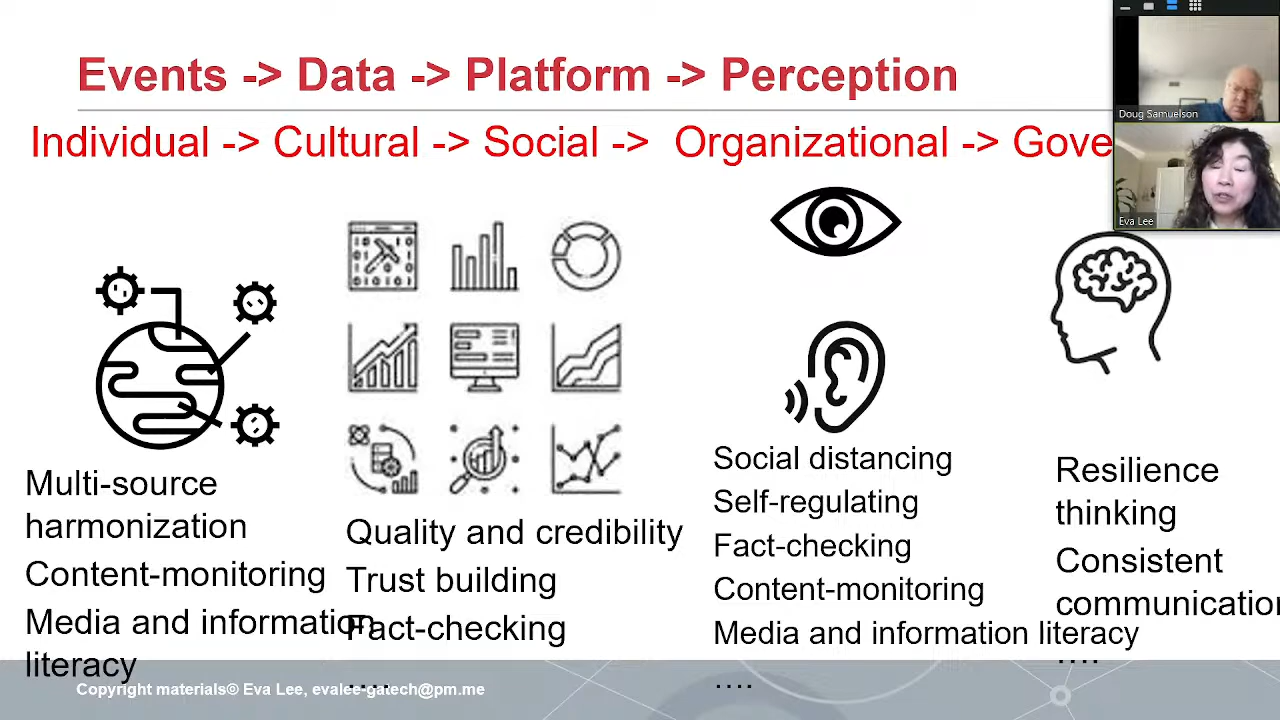 Events -> Data -> Platform -> Perception
Individual -> Cultural -> Social -> Organizational -> Gove
Doug Samuelson
Eva Lee
Multi-source
harmonization
Content-monitoring
Media and information
literacy
Quality and credibility
Trust building
Fact-checking
....
Social distancing
Self-regulating
Fact-checking
Content-monitoring
Media and information literacy
....
Resilience
thinking
Consistent
communication
....
Copyright materials© Eva Lee, evalee-gatech@pm.me